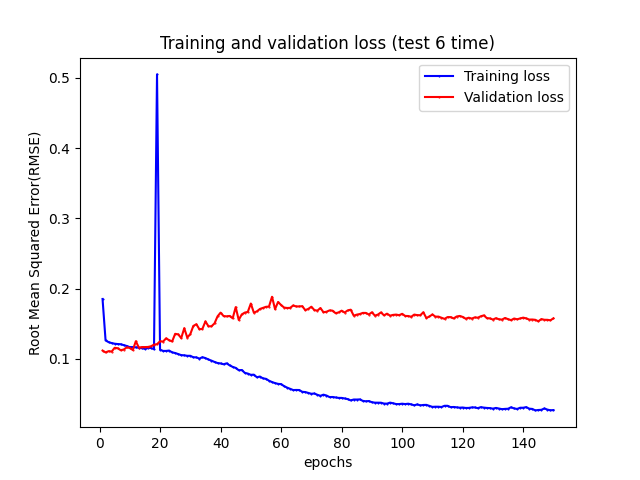 Training and validation loss (test 6 time)
Training loss
Validation loss
Root Mean Squared Error(RMSE)
0.5
0.4
0.3
0.2
0.1
0 20 40 60 80 100 120 140
epochs